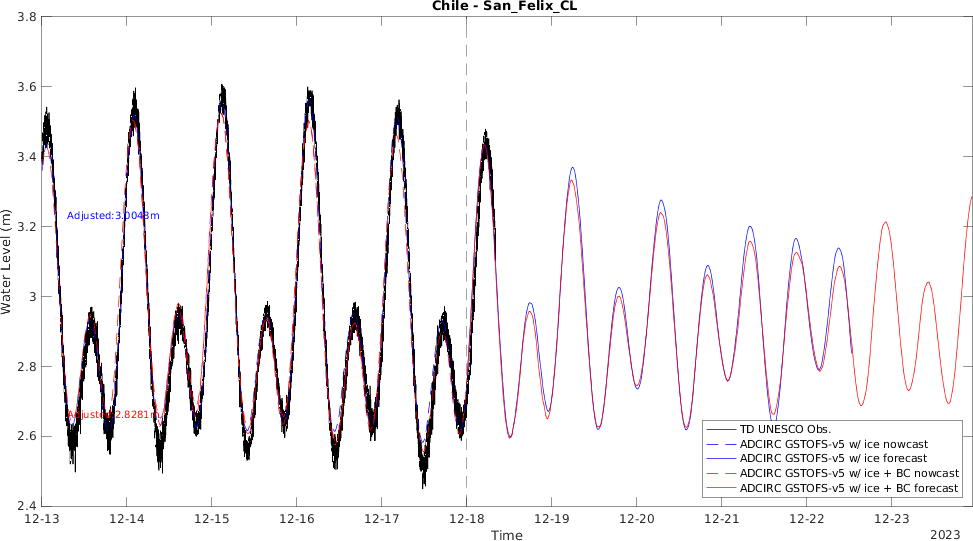 Chile - San_Felix_CL
3.8
3.6
3.4
3.2
3
2.8
2.6
2.4
Water Level (m)
Adjusted:3.0048m
Adjusted:2.8281m
TD UNESCO Obs.
ADCIRC GSTOFS-v5 w/ ice nowcast
ADCIRC GSTOFS-v5 w/ ice forecast
ADCIRC GSTOFS-v5 w/ ice + BC nowcast
ADCIRC GSTOFS-v5 w/ ice + BC forecast
12-13 12-14 12-15 12-16 12-17 12-18 12-19 12-20 12-21 12-22 12-23
Time
2023